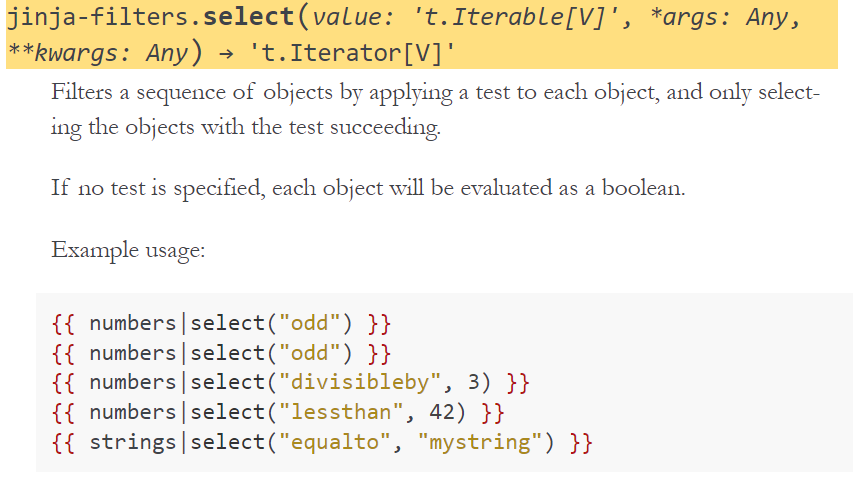 jinja-filters.select(value: 't.Iterable[V]', *args: Any,
**kwargs: Any) → 't.Iterator[V]'
Filters a sequence of objects by applying a test to each object, and only select-
ing the objects with the test succeeding.
If no test is specified, each object will be evaluated as a boolean.
Example usage:
{{ numbers|select("odd") }}
{{ numbers|select("odd") }}
{{ numbers|select("divisibleby", 3) }}
{{ numbers|select("lessthan", 42) }}
{{ strings|select("equalto", "mystring") }}